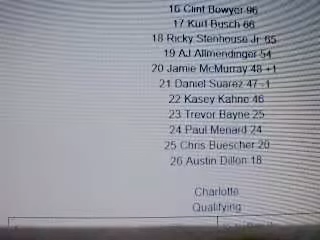 16 Clint Bowyer 96
17 Kurt Busch 66
18 Ricky Stenhouse Jr 65
19 AJ Allmendinger 54
20 Jamie McMurray 48 +1
21 Daniel Suarez 47 -1
22 Kasey Kahne 46
23 Trevor Bayne 25
24 Paul Menard 24
25 Chris Buescher 20
26 Austin Dillon 18
Charlotte
Qualifying